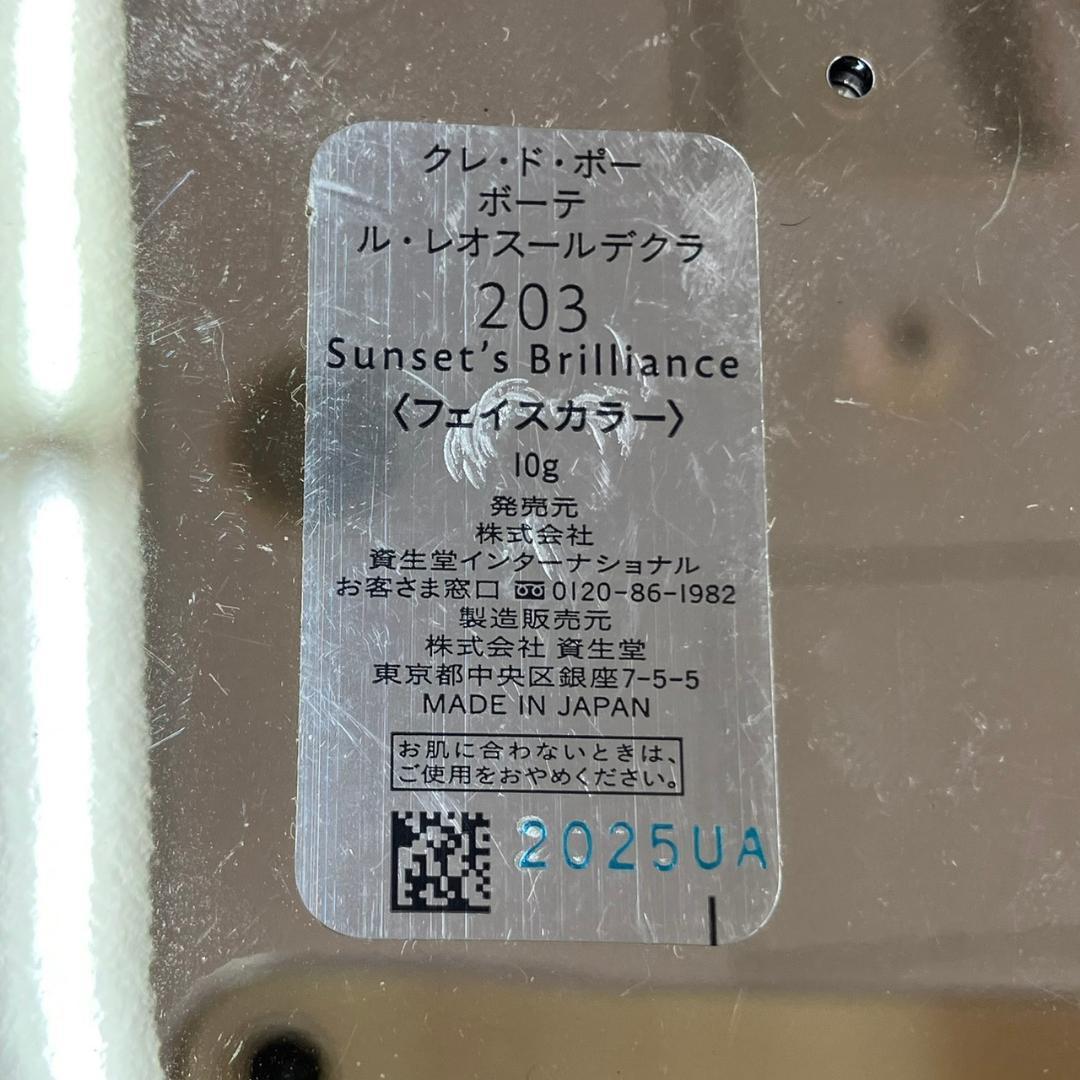 クレ・ド・ポー
ボーテ
ル・レオスールデクラ
203
Sunset's Brilliance
〈フェイスカラー〉
10g
発売元
株式会社
資生堂インターナショナル
お客さま窓口 0120-86-1982
製造販売元
株式会社 資生堂
東京都中央区銀座7-5-5
MADE IN JAPAN
お肌に合わないときは、
ご使用をおやめください。
2025UA